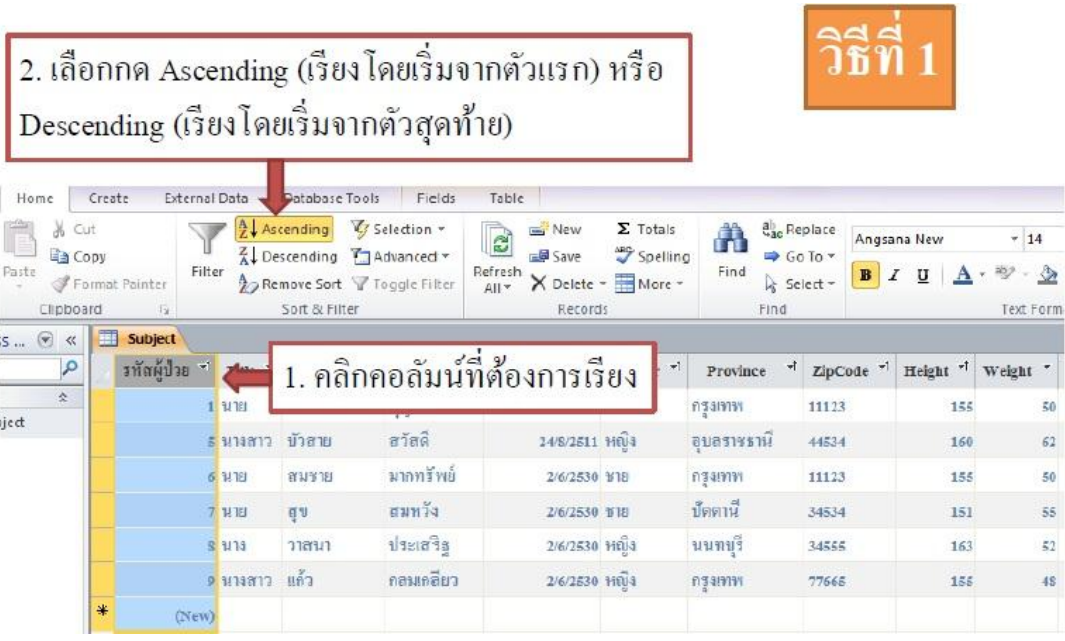 วิธีที่ 1
2. เลือกกด Ascending (เรียงโดยเริ่มจากตัวแรก) หรือ
Descending (เรียงโดยเริ่มจากตัวสุดท้าย)
Home Create External Data Database Tools Fields Table
Cut Ascending Selection New Σ Totals Replace Angsana New 14
Copy Descending Advanced Save Spelling Go To
Paste Format Painter Filter Remove Sort Toggle Filter Refresh All Delete More Find Select B I U A
Clipboard Sort & Filter Records Find Text Form
Subject
รหัสผู้ป่วย 1. คลิกคอลัมน์ที่ต้องการเรียง Province ZipCode Height Weight
1 นาย กรุงเทพ 11123 155 50
5 นางสาว บัวสาย สวัสดี 24/8/2511 หญิง อุบลราชธานี 44534 160 62
6 นาย สมชาย มากทรัพย์ 2/6/2530 ชาย กรุงเทพ 11123 155 50
7 นาย สุข สมหวัง 2/6/2530 ชาย ปัตตานี 34534 151 55
8 นาง วาสนา ประเสริฐ 2/6/2530 หญิง นนทบุรี 34555 163 52
9 นางสาว แก้ว กลมเกลียว 2/6/2530 หญิง กรุงเทพ 77665 155 48
(New)